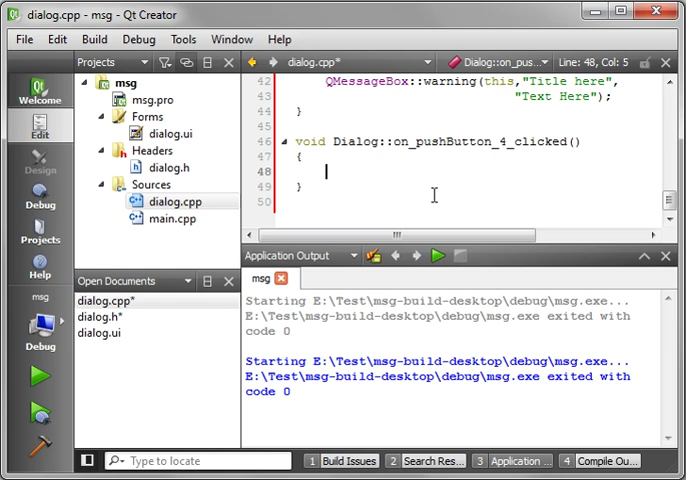 dialog.cpp - msg - Qt Creator
File Edit Build Debug Tools Window Help
Projects
dialog.cpp*
Dialog::on_pus...
Line: 48, Col: 5
Welcome
Edit
Design
Debug
Projects
Help
msg
Debug
msg
msg.pro
Forms
dialog.ui
Headers
dialog.h
Sources
dialog.cpp
main.cpp
Open Documents
dialog.cpp*
dialog.h*
dialog.ui
42 QMessageBox::warning(this,"Title here",
43 "Text Here");
44 }
45
46 void Dialog::on_pushButton_4_clicked()
47 {
48
49 }
50
Application Output
msg
Starting E:\Test\msg-build-desktop\debug\msg.exe...
E:\Test\msg-build-desktop\debug\msg.exe exited with
code 0
Starting E:\Test\msg-build-desktop\debug\msg.exe...
E:\Test\msg-build-desktop\debug\msg.exe exited with
code 0
Type to locate
1 Build Issues
2 Search Res...
3 Application ...
4 Compile Ou...